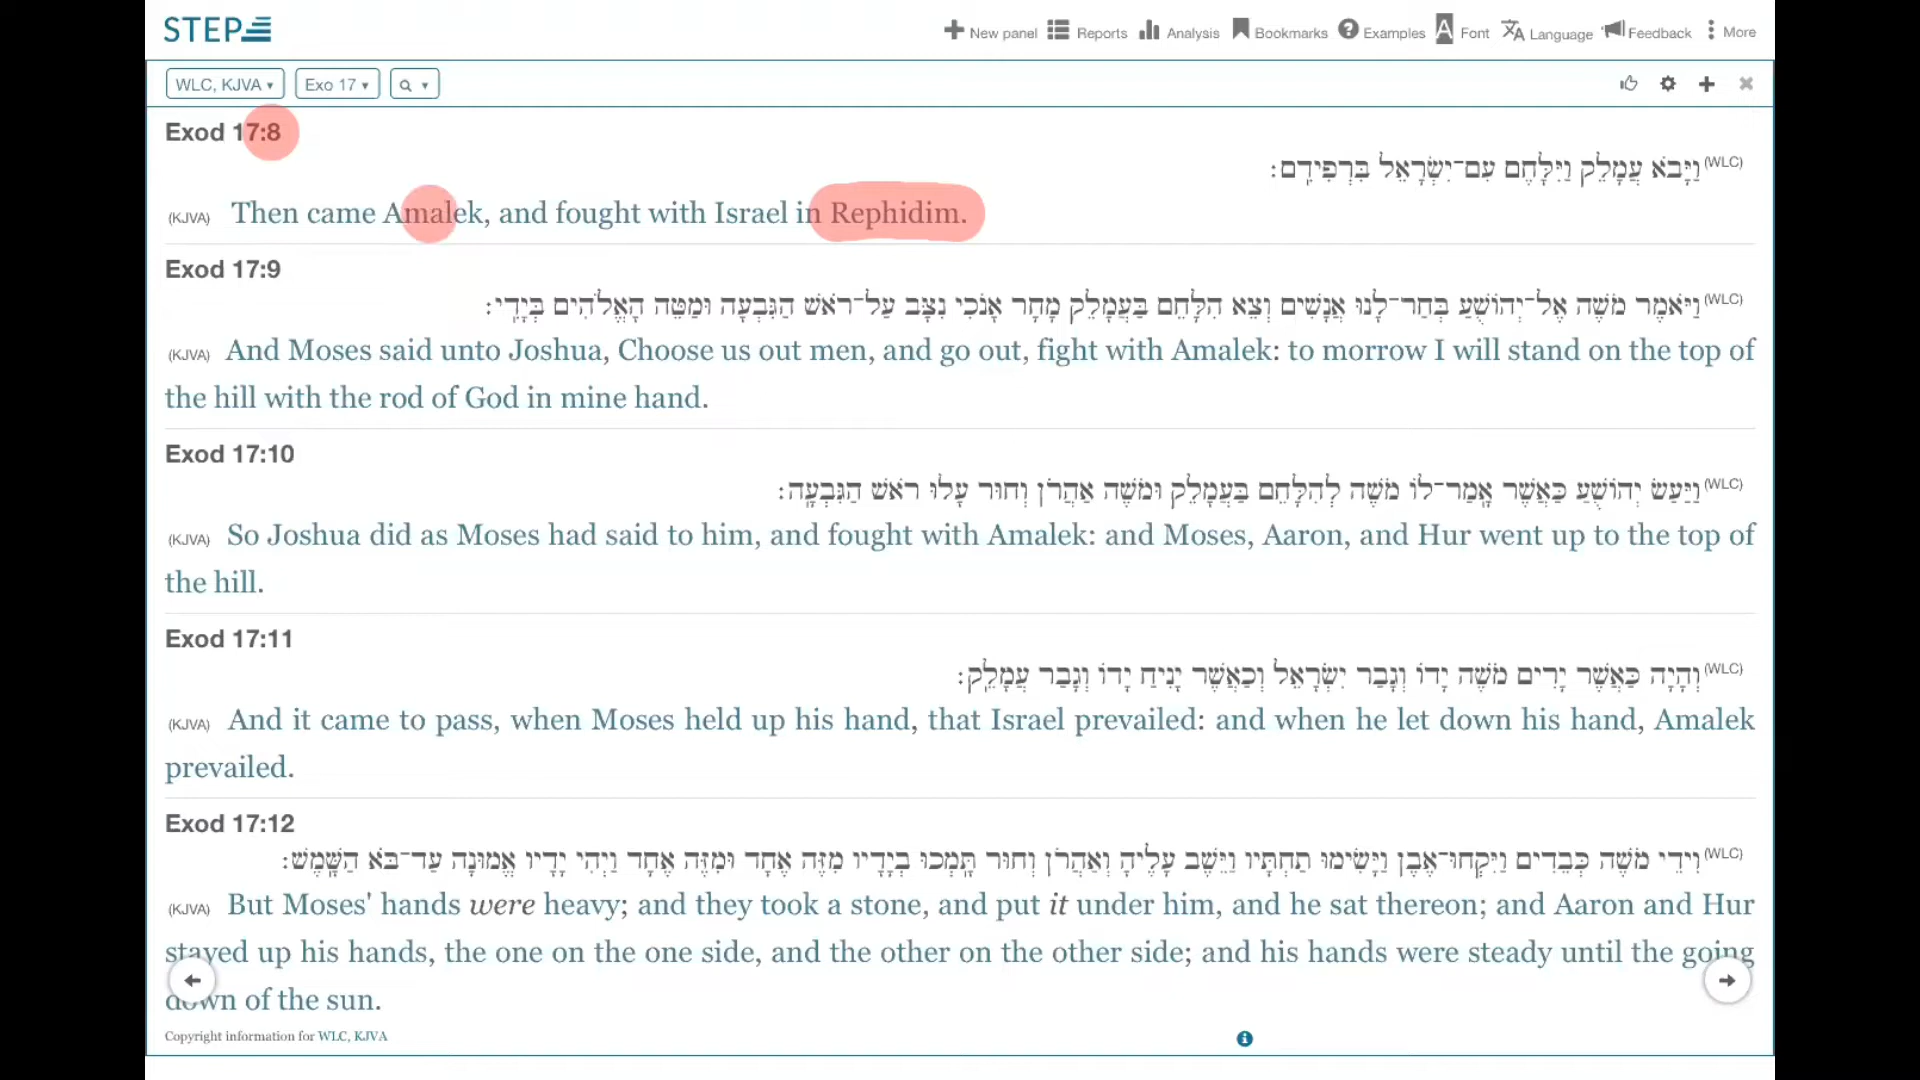 STEP
New panel Reports Analysis Bookmarks Examples Font Language Feedback More
WLC, KJVA Exo 17
Exod 17:8
(WLC) וַיָּבֹא עֲמָלֵק וַיִּלָּחֶם עִם־יִשְׂרָאֵל בִּרְפִידִֽם׃
(KJVA) Then came Amalek, and fought with Israel in Rephidim.
Exod 17:9
(WLC) וַיֹּאמֶר מֹשֶׁה אֶל־יְהוֹשֻׁעַ בְּחַר־לָנוּ אֲנָשִׁים וְצֵא הִלָּחֵם בַּעֲמָלֵק מָחָר אָנֹכִי נִצָּב עַל־רֹאשׁ הַגִּבְעָה וּמַטֵּה הָאֱלֹהִים בְּיָדִֽי׃
(KJVA) And Moses said unto Joshua, Choose us out men, and go out, fight with Amalek: to morrow I will stand on the top of
the hill with the rod of God in mine hand.
Exod 17:10
(WLC) וַיַּעַשׂ יְהוֹשֻׁעַ כַּאֲשֶׁר אָֽמַר־לוֹ מֹשֶׁה לְהִלָּחֵם בַּעֲמָלֵק וּמֹשֶׁה אַהֲרֹן וְחוּר עָלוּ רֹאשׁ הַגִּבְעָֽה׃
(KJVA) So Joshua did as Moses had said to him, and fought with Amalek: and Moses, Aaron, and Hur went up to the top of
the hill.
Exod 17:11
(WLC) וְהָיָה כַּאֲשֶׁר יָרִים מֹשֶׁה יָדוֹ וְגָבַר יִשְׂרָאֵל וְכַאֲשֶׁר יָנִיחַ יָדוֹ וְגָבַר עֲמָלֵֽק׃
(KJVA) And it came to pass, when Moses held up his hand, that Israel prevailed: and when he let down his hand, Amalek
prevailed.
Exod 17:12
(WLC) וִידֵי מֹשֶׁה כְּבֵדִים וַיִּקְחוּ־אֶבֶן וַיָּשִׂימוּ תַחְתָּיו וַיֵּשֶׁב עָלֶיהָ וְאַהֲרֹן וְחוּר תָּֽמְכוּ בְיָדָיו מִזֶּה אֶחָד וּמִזֶּה אֶחָד וַיְהִי יָדָיו אֱמוּנָה עַד־בֹּא הַשָּֽׁמֶשׁ׃
(KJVA) But Moses' hands were heavy; and they took a stone, and put it under him, and he sat thereon; and Aaron and Hur
stayed up his hands, the one on the one side, and the other on the other side; and his hands were steady until the going
down of the sun.
Copyright information for WLC, KJVA